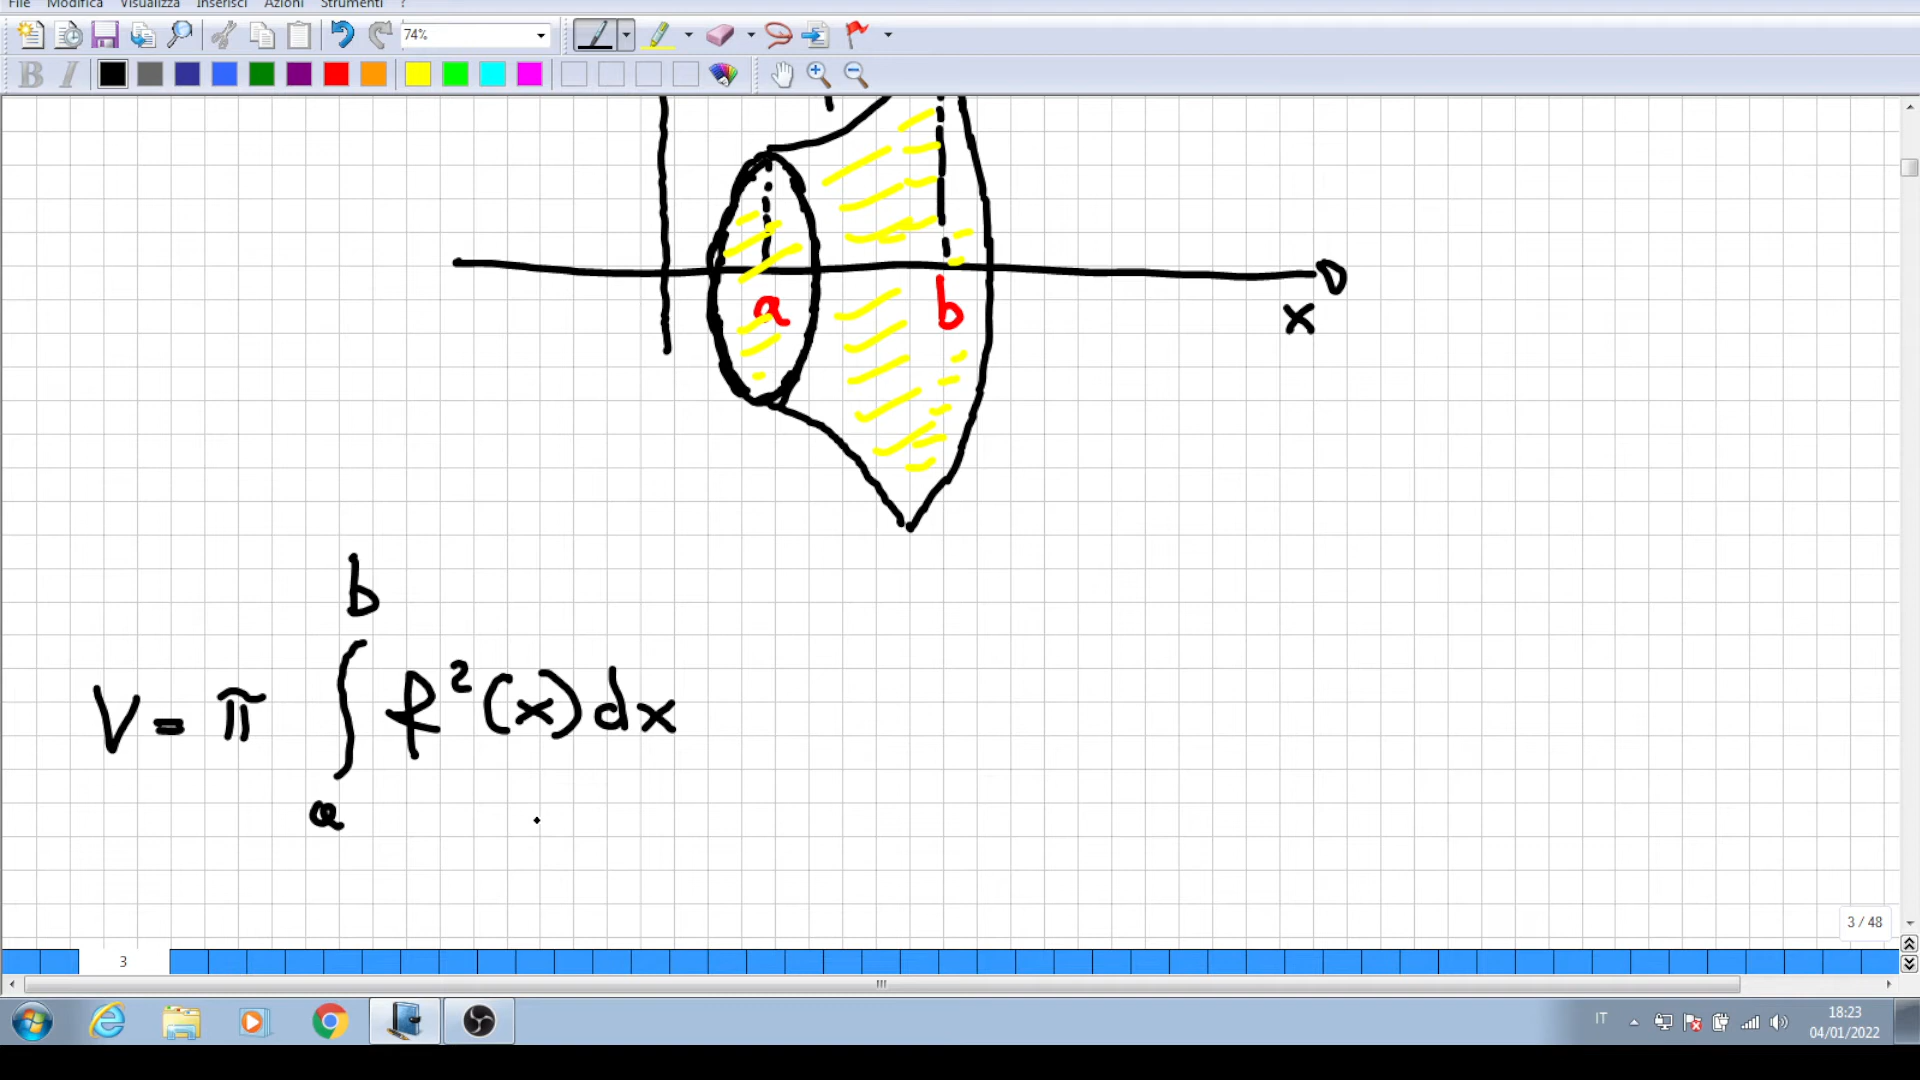 File Modifica Visualizza Inserisci Azioni Strumenti ?
74%
B I
a b
x
b
V = π ∫ f²(x) dx
a
3 / 48
3
IT 18:23
04/01/2022